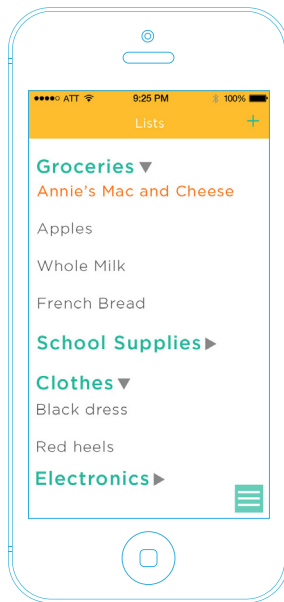 ATT 9:25 PM 100%
Lists +
Groceries
Annie's Mac and Cheese
Apples
Whole Milk
French Bread
School Supplies
Clothes
Black dress
Red heels
Electronics